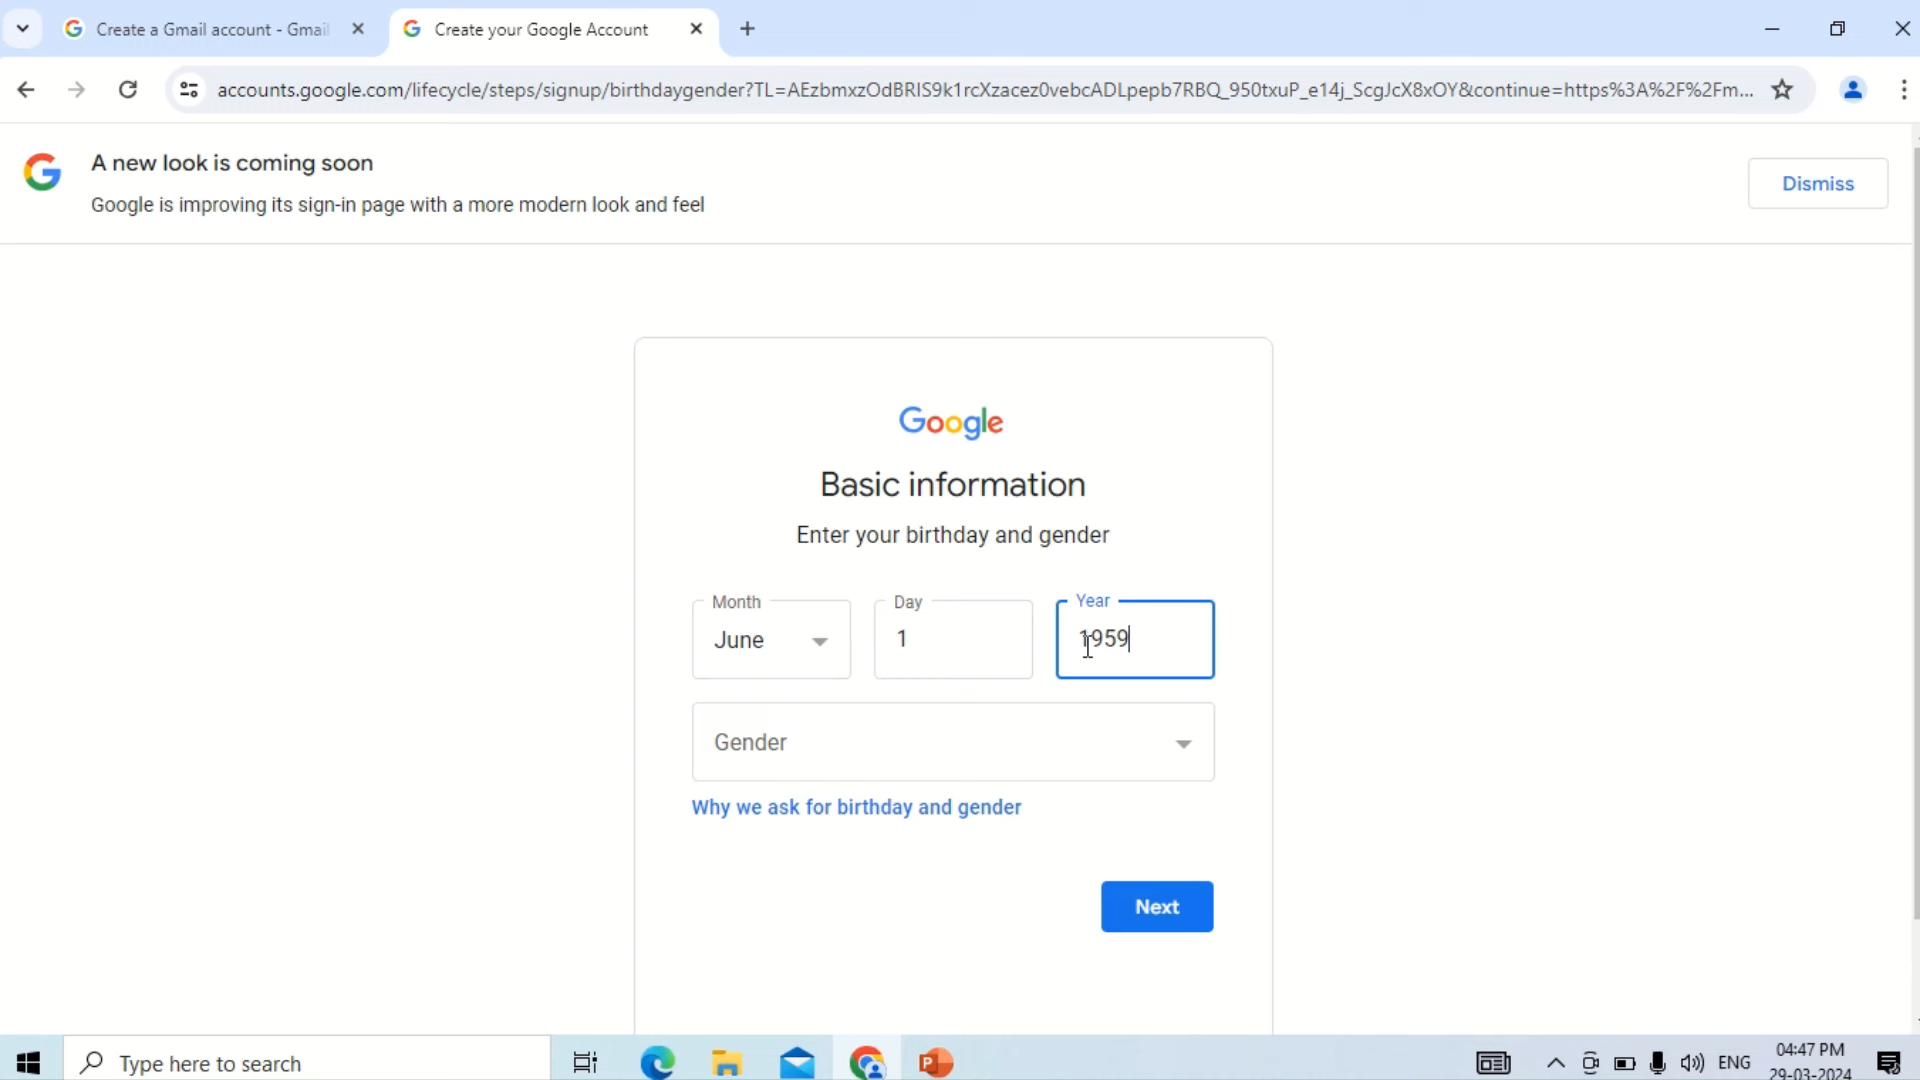 Create a Gmail account - Gmail
Create your Google Account
accounts.google.com/lifecycle/steps/signup/birthdaygender?TL=AEzbmxzOdBRIS9k1rcXzacez0vebcADLpepb7RBQ_950txuP_e14j_ScgJcX8xOY&continue=https%3A%2F%2Fm...
A new look is coming soon
Google is improving its sign-in page with a more modern look and feel
Dismiss
Google
Basic information
Enter your birthday and gender
Month Day Year
June 1 1959
Gender
Why we ask for birthday and gender
Next
Type here to search
ENG
04:47 PM
29-03-2024